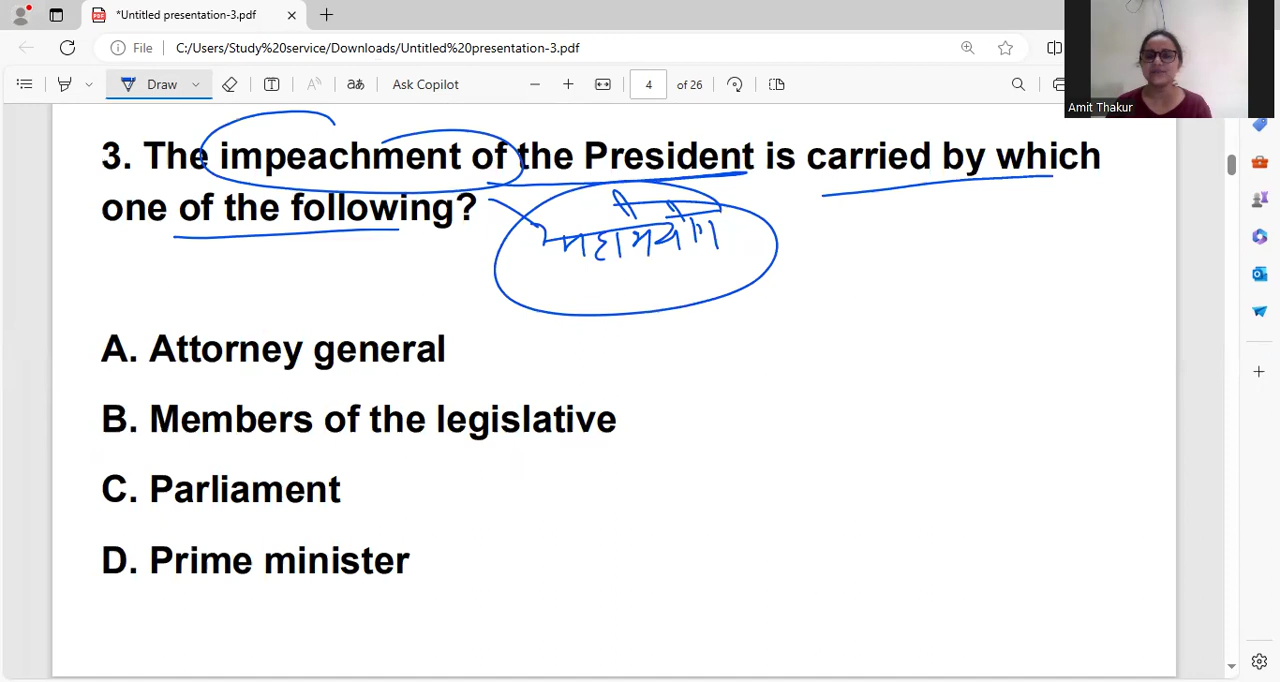 *Untitled presentation-3.pdf
File
C:/Users/Study%20service/Downloads/Untitled%20presentation-3.pdf
Draw
aあ
Ask Copilot
4
of 26
Amit Thakur
3. The impeachment of the President is carried by which
one of the following?
A. Attorney general
B. Members of the legislative
C. Parliament
D. Prime minister